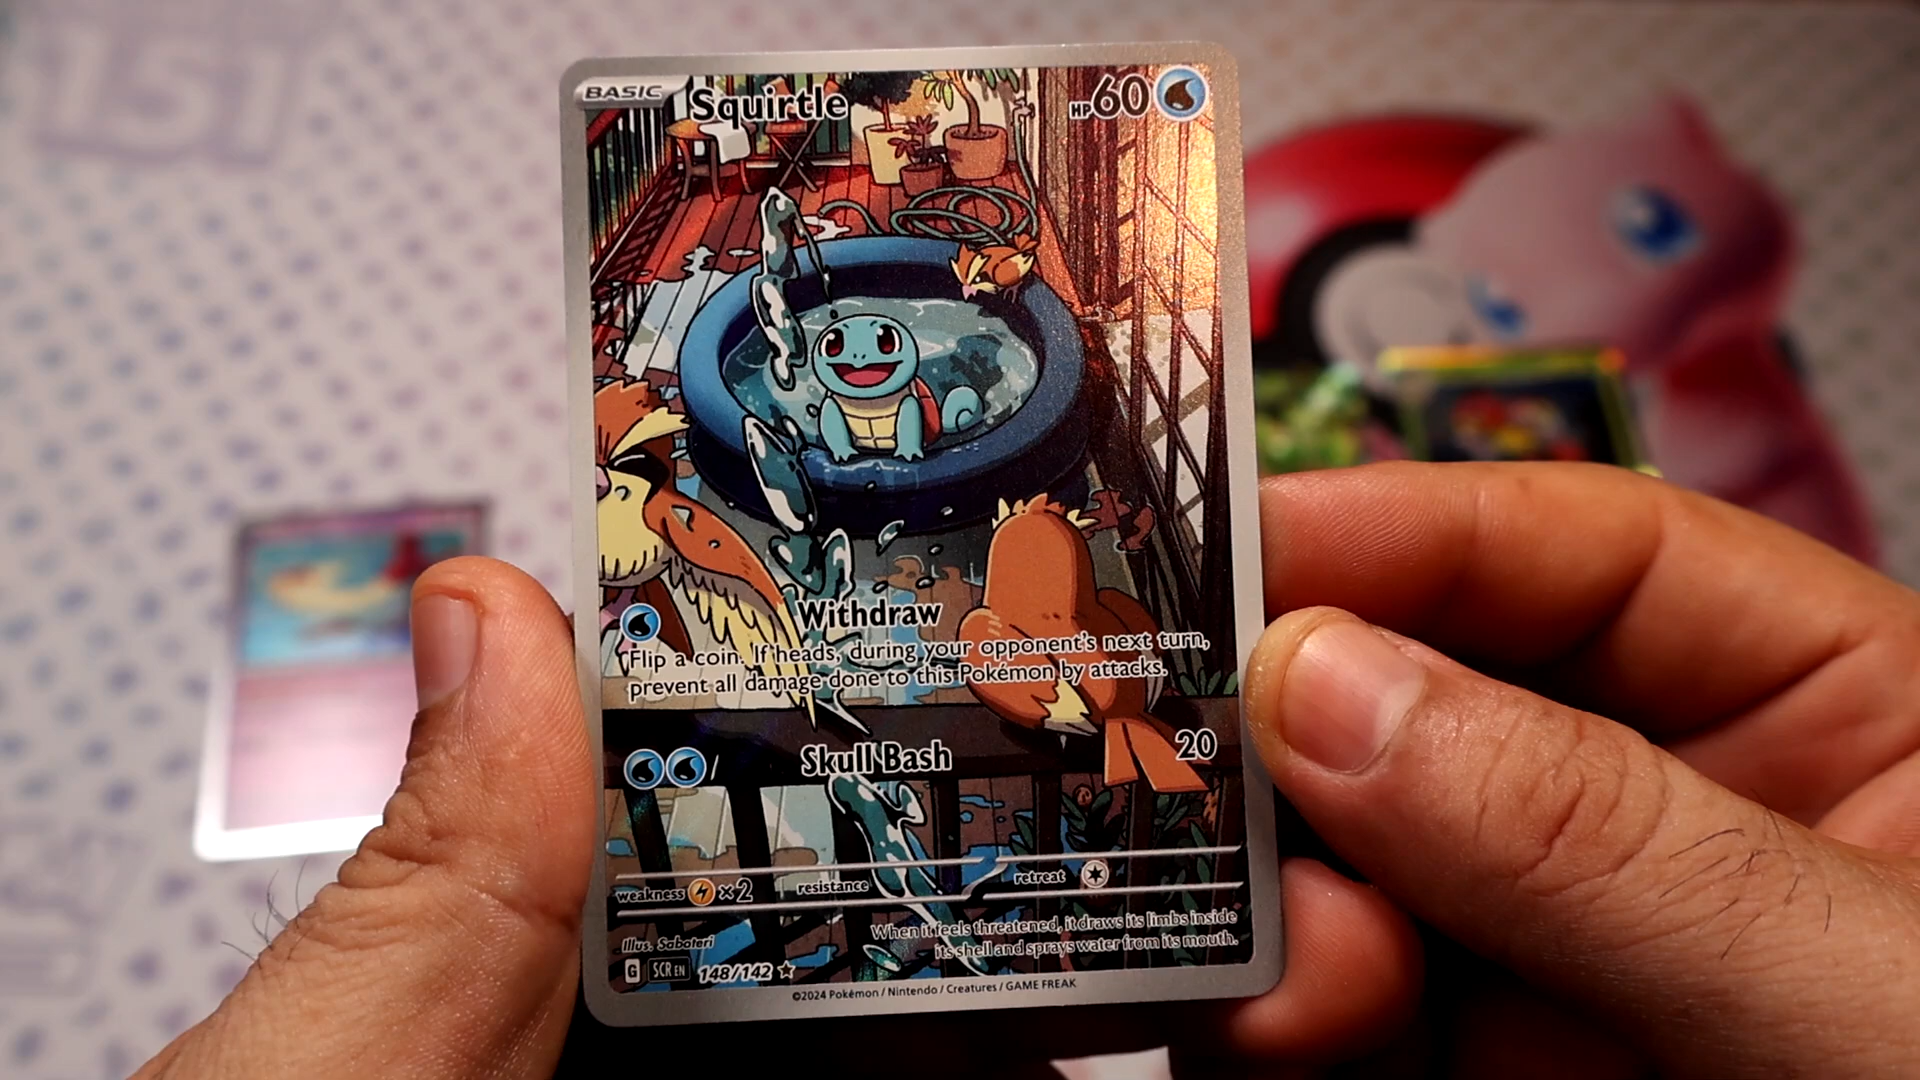 BASIC Squirtle HP60
Withdraw
Flip a coin. If heads, during your opponent's next turn,
prevent all damage done to this Pokémon by attacks.
Skull Bash 20
weakness ×2 resistance retreat
When it feels threatened, it draws its limbs inside
its shell and sprays water from its mouth.
Illus. Saboteri
G SCR EN 148/142
©2024 Pokémon / Nintendo / Creatures / GAME FREAK